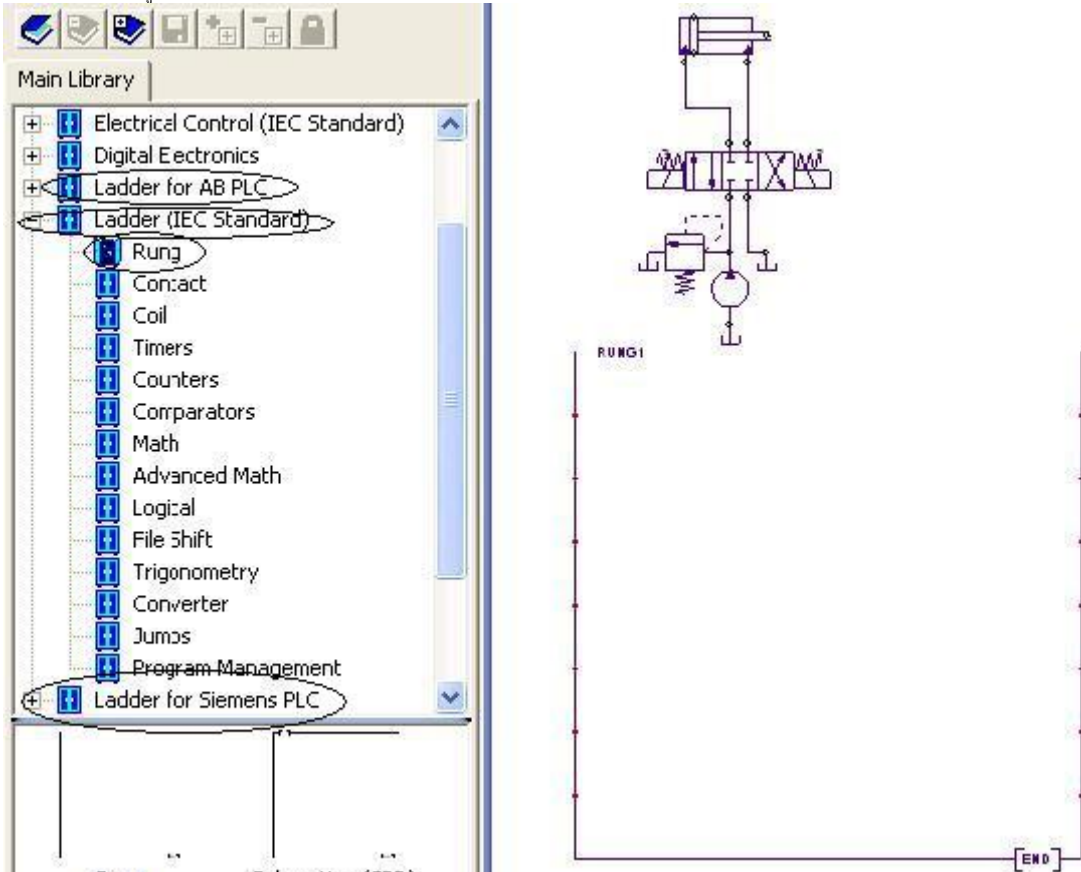 Main Library
Electrical Control (IEC Standard)
Digital Eectronics
Ladder for AB PLC
Ladder (IEC Standard)
Rung
Contact
Coil
Timers
Counters
Comparators
Math
Advanced Math
Logical
File Shift
Trigonometry
Converter
Jumps
Program Management
Ladder for Siemens PLC
RUNG1
END